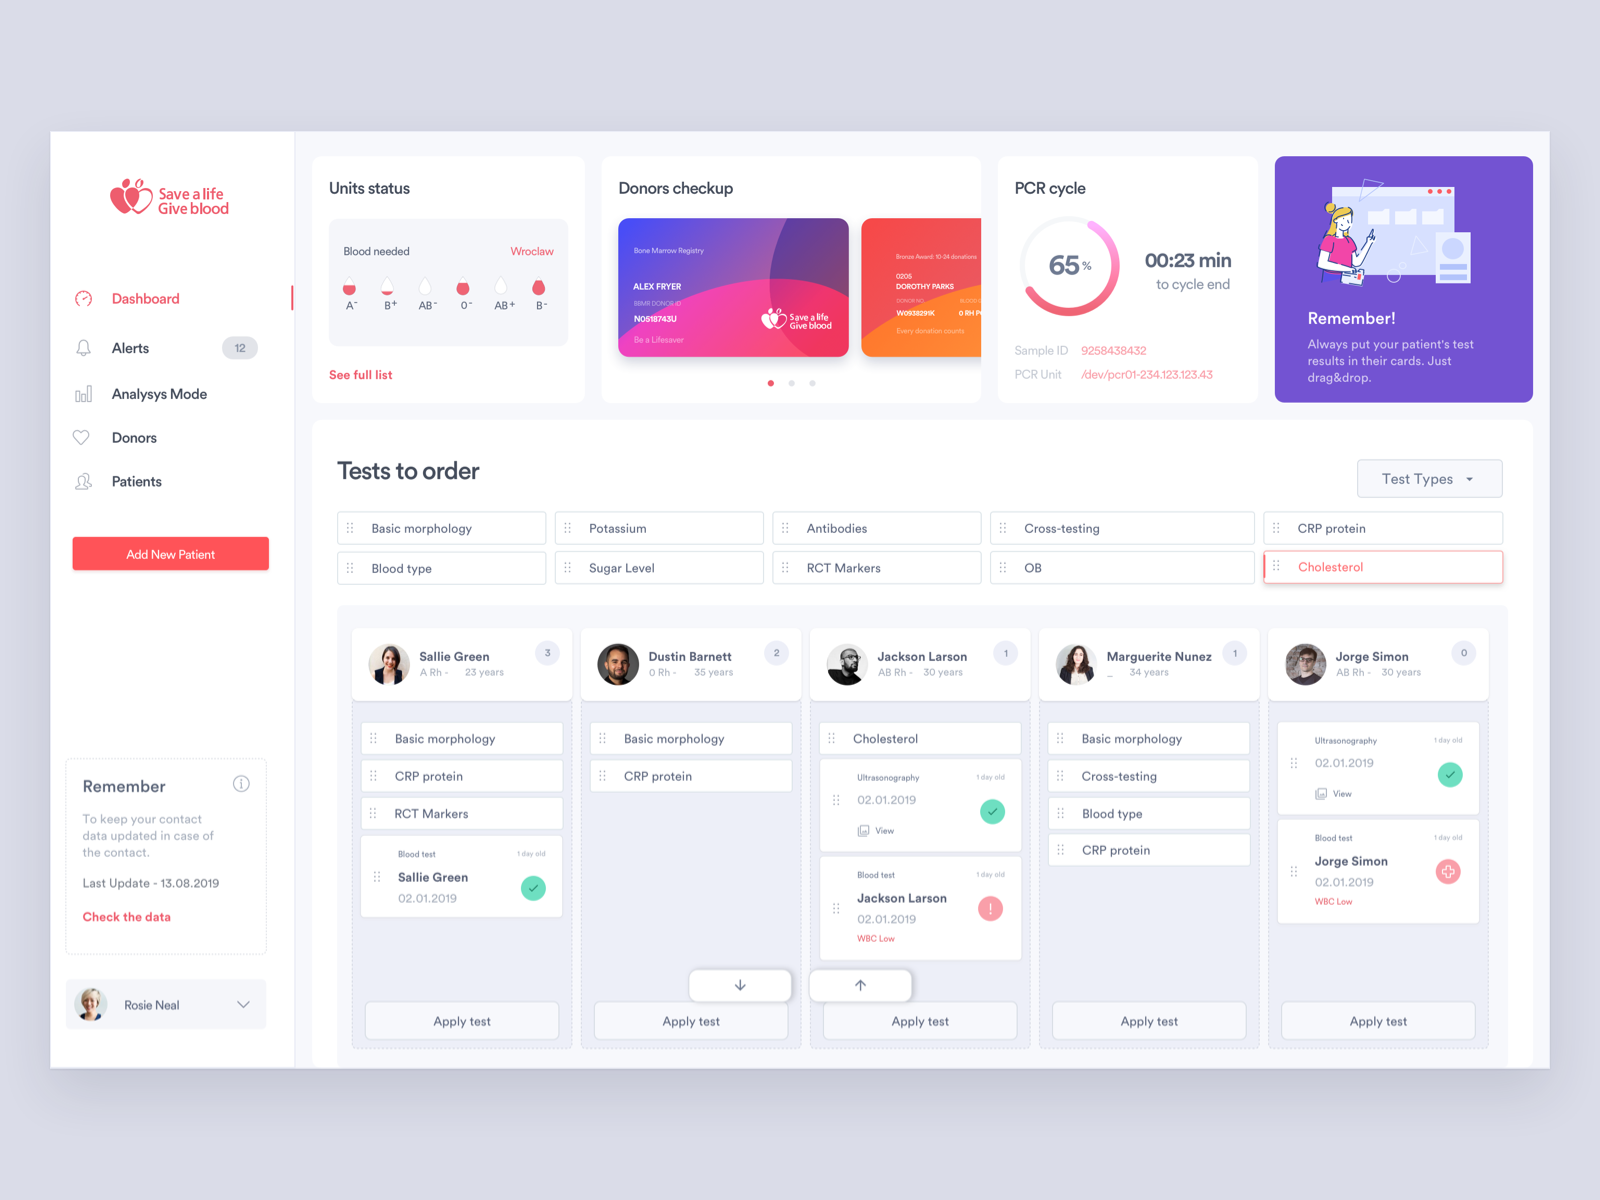 Save a life
Give blood
Dashboard
Alerts
12
Analysys Mode
Donors
Patients
Add New Patient
Remember
To keep your contact
data updated in case of
the contact.
Last Update - 13.08.2019
Check the data
Rosie Neal
Units status
Blood needed
Wroclaw
A-
B+
AB-
0-
AB+
B-
See full list
Donors checkup
Bone Marrow Registry
ALEX FRYER
BBMR DONOR ID
N0518743U
Be a Lifesaver
Save a life
Give blood
Bronze Award: 10-24 donations
0205
DOROTHY PARKS
DONOR NO.
W0938291K
0 RH
Every donation counts
PCR cycle
65%
00:23 min
to cycle end
Sample ID 9258438432
PCR Unit /dev/pcr01-234.123.123.43
Remember!
Always put your patient's test
results in their cards. Just
drag&drop.
Tests to order
Test Types
Basic morphology
Potassium
Antibodies
Cross-testing
CRP protein
Blood type
Sugar Level
RCT Markers
OB
Cholesterol
Sallie Green
3
A Rh - 23 years
Basic morphology
CRP protein
RCT Markers
Blood test
1 day old
Sallie Green
02.01.2019
Apply test
Dustin Barnett
2
0 Rh - 35 years
Basic morphology
CRP protein
Apply test
Jackson Larson
1
AB Rh - 30 years
Cholesterol
Ultrasonography
1 day old
02.01.2019
View
Blood test
1 day old
Jackson Larson
02.01.2019
WBC Low
Apply test
Marguerite Nunez
1
_ 34 years
Basic morphology
Cross-testing
Blood type
CRP protein
Apply test
Jorge Simon
0
AB Rh - 30 years
Ultrasonography
1 day old
02.01.2019
View
Blood test
1 day old
Jorge Simon
02.01.2019
WBC Low
Apply test